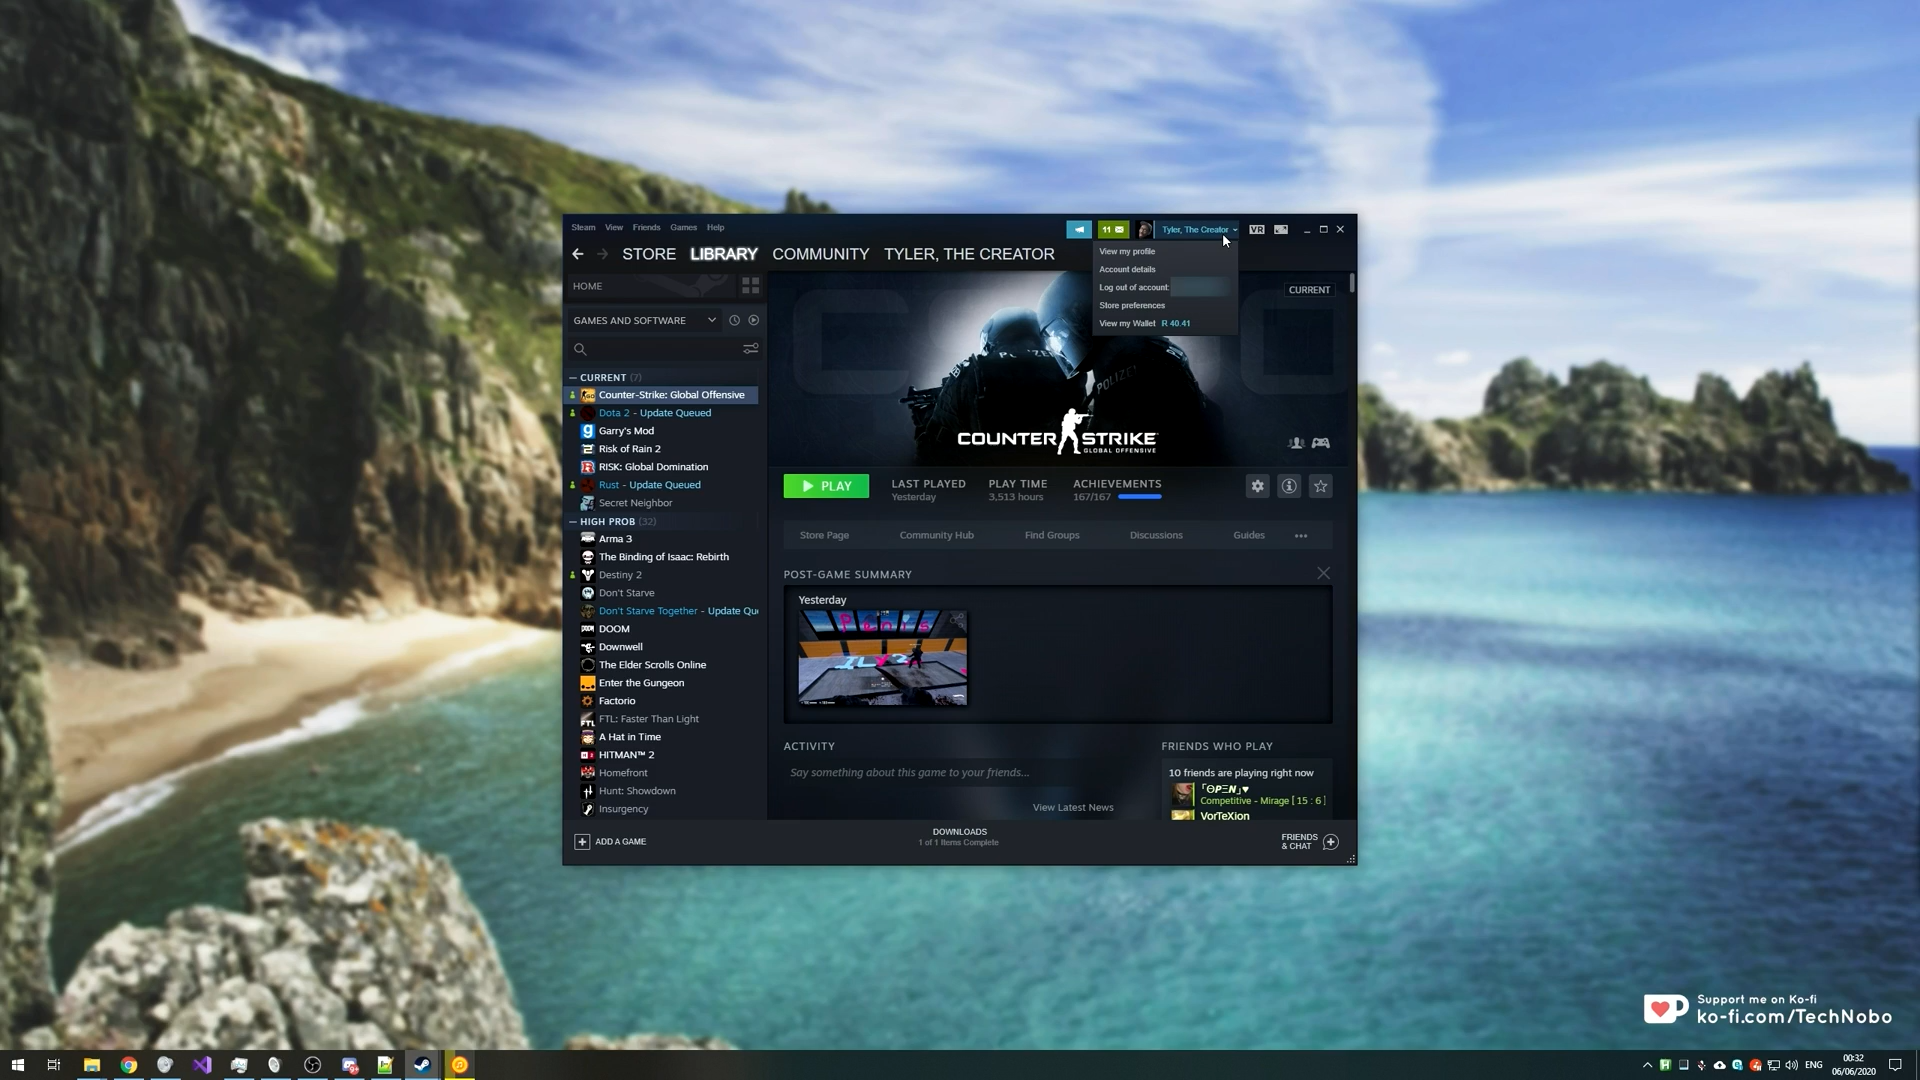 Steam View Friends Games Help
11
Tyler, The Creator
VR
STORE LIBRARY COMMUNITY TYLER, THE CREATOR
View my profile
Account details
Log out of account:
Store preferences
View my Wallet R 40.41
HOME
GAMES AND SOFTWARE
CURRENT
— CURRENT (7)
Counter-Strike: Global Offensive
Dota 2 - Update Queued
Garry's Mod
Risk of Rain 2
RISK: Global Domination
Rust - Update Queued
Secret Neighbor
— HIGH PROB (32)
Arma 3
The Binding of Isaac: Rebirth
Destiny 2
Don't Starve
Don't Starve Together - Update Qu
DOOM
Downwell
The Elder Scrolls Online
Enter the Gungeon
Factorio
FTL: Faster Than Light
A Hat in Time
HITMAN™ 2
Homefront
Hunt: Showdown
Insurgency
POLIZEI
COUNTER STRIKE
GLOBAL OFFENSIVE
PLAY
LAST PLAYED
Yesterday
PLAY TIME
3,513 hours
ACHIEVEMENTS
167/167
Store Page Community Hub Find Groups Discussions Guides
POST-GAME SUMMARY
Yesterday
Penis
ILY2
ACTIVITY
Say something about this game to your friends...
View Latest News
FRIENDS WHO PLAY
10 friends are playing right now
「ΘPΞN」♥
Competitive - Mirage [ 15 : 6 ]
VorTeXion
ADD A GAME
DOWNLOADS
1 of 1 Items Complete
FRIENDS
& CHAT
Support me on Ko-fi
ko-fi.com/TechNobo
ENG
00:32
06/06/2020